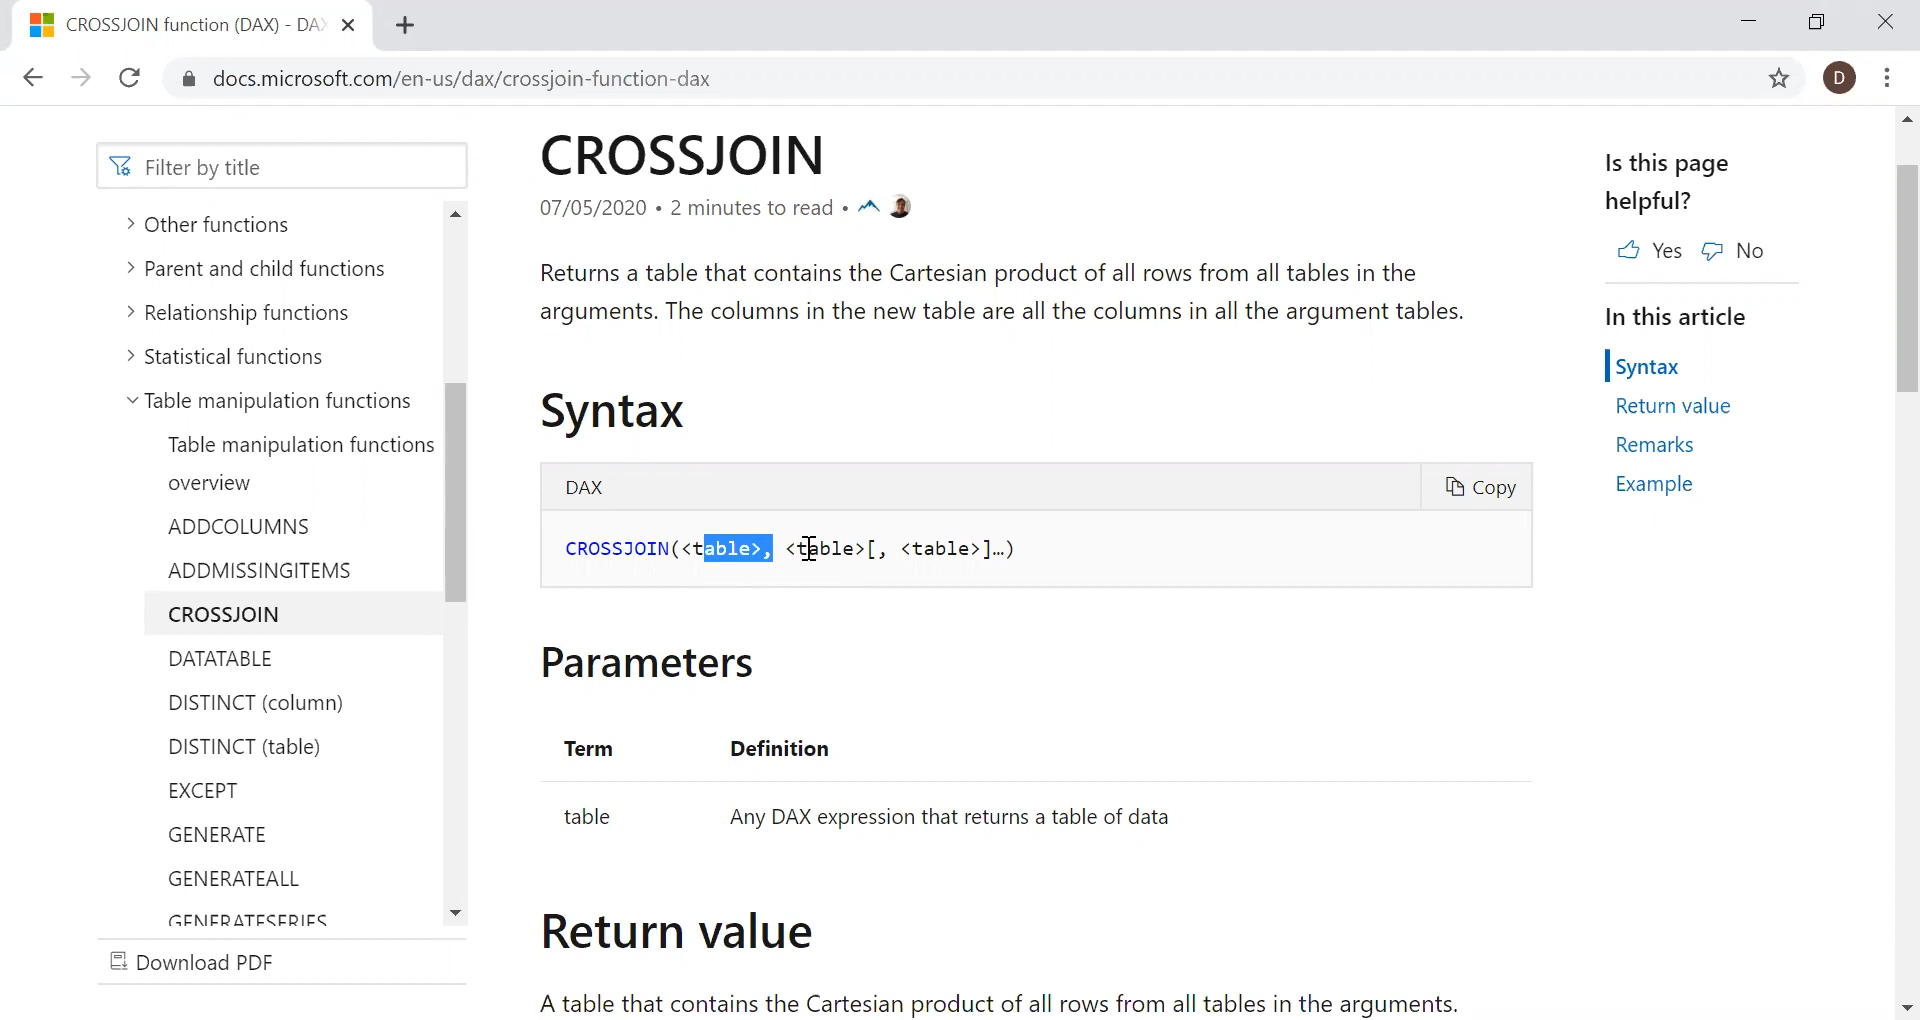 CROSSJOIN function (DAX) - DAX
docs.microsoft.com/en-us/dax/crossjoin-function-dax
D
Filter by title
Other functions
Parent and child functions
Relationship functions
Statistical functions
Table manipulation functions
Table manipulation functions
overview
ADDCOLUMNS
ADDMISSINGITEMS
CROSSJOIN
DATATABLE
DISTINCT (column)
DISTINCT (table)
EXCEPT
GENERATE
GENERATEALL
GENERATESERIES
Download PDF
CROSSJOIN
07/05/2020 • 2 minutes to read •
Returns a table that contains the Cartesian product of all rows from all tables in the
arguments. The columns in the new table are all the columns in all the argument tables.
Syntax
DAX
Copy
CROSSJOIN(<table>, <table>[, <table>]…)
Parameters
Term Definition
table Any DAX expression that returns a table of data
Return value
A table that contains the Cartesian product of all rows from all tables in the arguments.
Is this page
helpful?
Yes No
In this article
Syntax
Return value
Remarks
Example